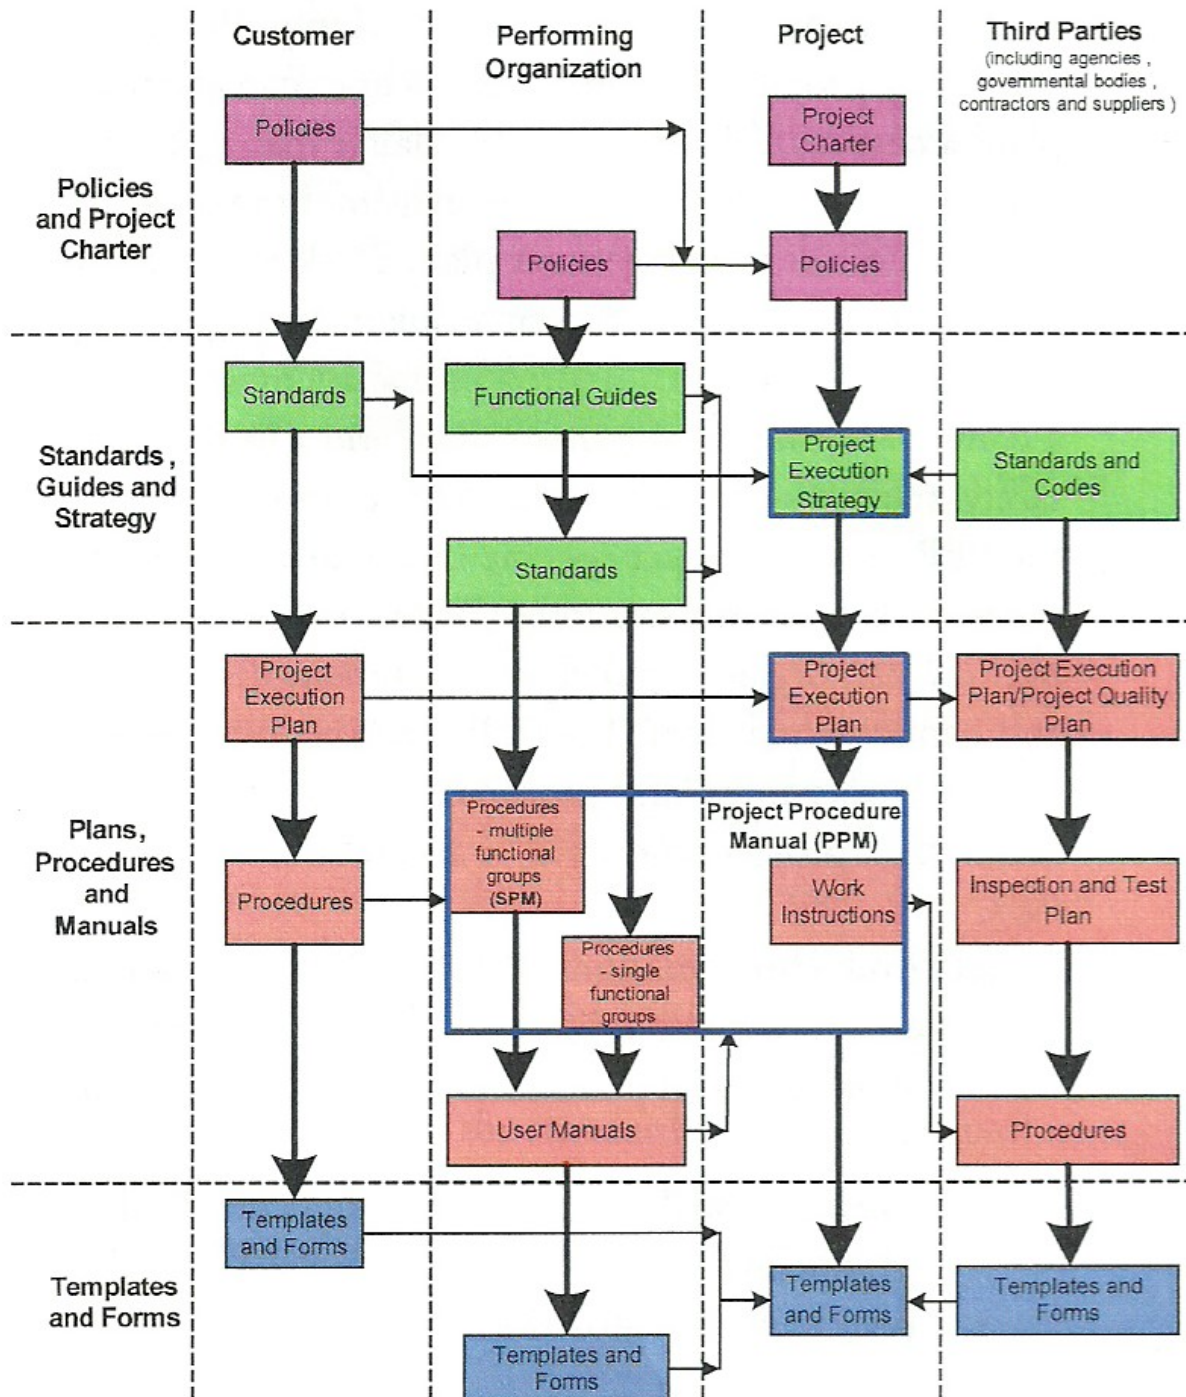 Customer
Performing
Organization
Project
Third Parties
(including agencies ,
governmental bodies ,
contractors and suppliers )
Policies
and Project
Charter
Policies
Project
Charter
Policies
Policies
Standards ,
Guides and
Strategy
Standards
Functional Guides
Project
Execution
Strategy
Standards and
Codes
Standards
Plans,
Procedures
and
Manuals
Project
Execution
Plan
Project
Execution
Plan
Project Execution
Plan/Project Quality
Plan
Procedures
- multiple
functional
groups
(SPM)
Project Procedure
Manual (PPM)
Procedures
Work
Instructions
Inspection and Test
Plan
Procedures
- single
functional
groups
User Manuals
Procedures
Templates
and Forms
Templates
and Forms
Templates
and Forms
Templates and
Forms
Templates and
Forms